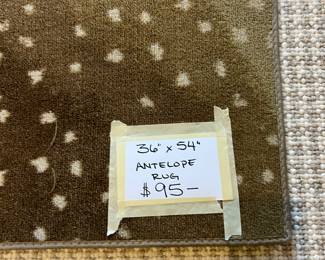 36" x 54"
ANTELOPE
RUG
$95-